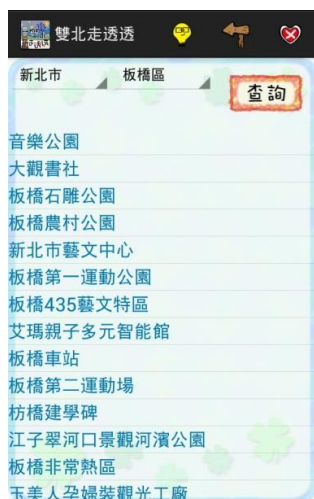 雙北走透透
新北市 板橋區
查詢
音樂公園
大觀書社
板橋石雕公園
板橋農村公園
新北市藝文中心
板橋第一運動公園
板橋435藝文特區
艾瑪親子多元智能館
板橋車站
板橋第二運動場
枋橋建學碑
江子翠河口景觀河濱公園
板橋非常熱區
玉美人孕婦裝觀光工廠